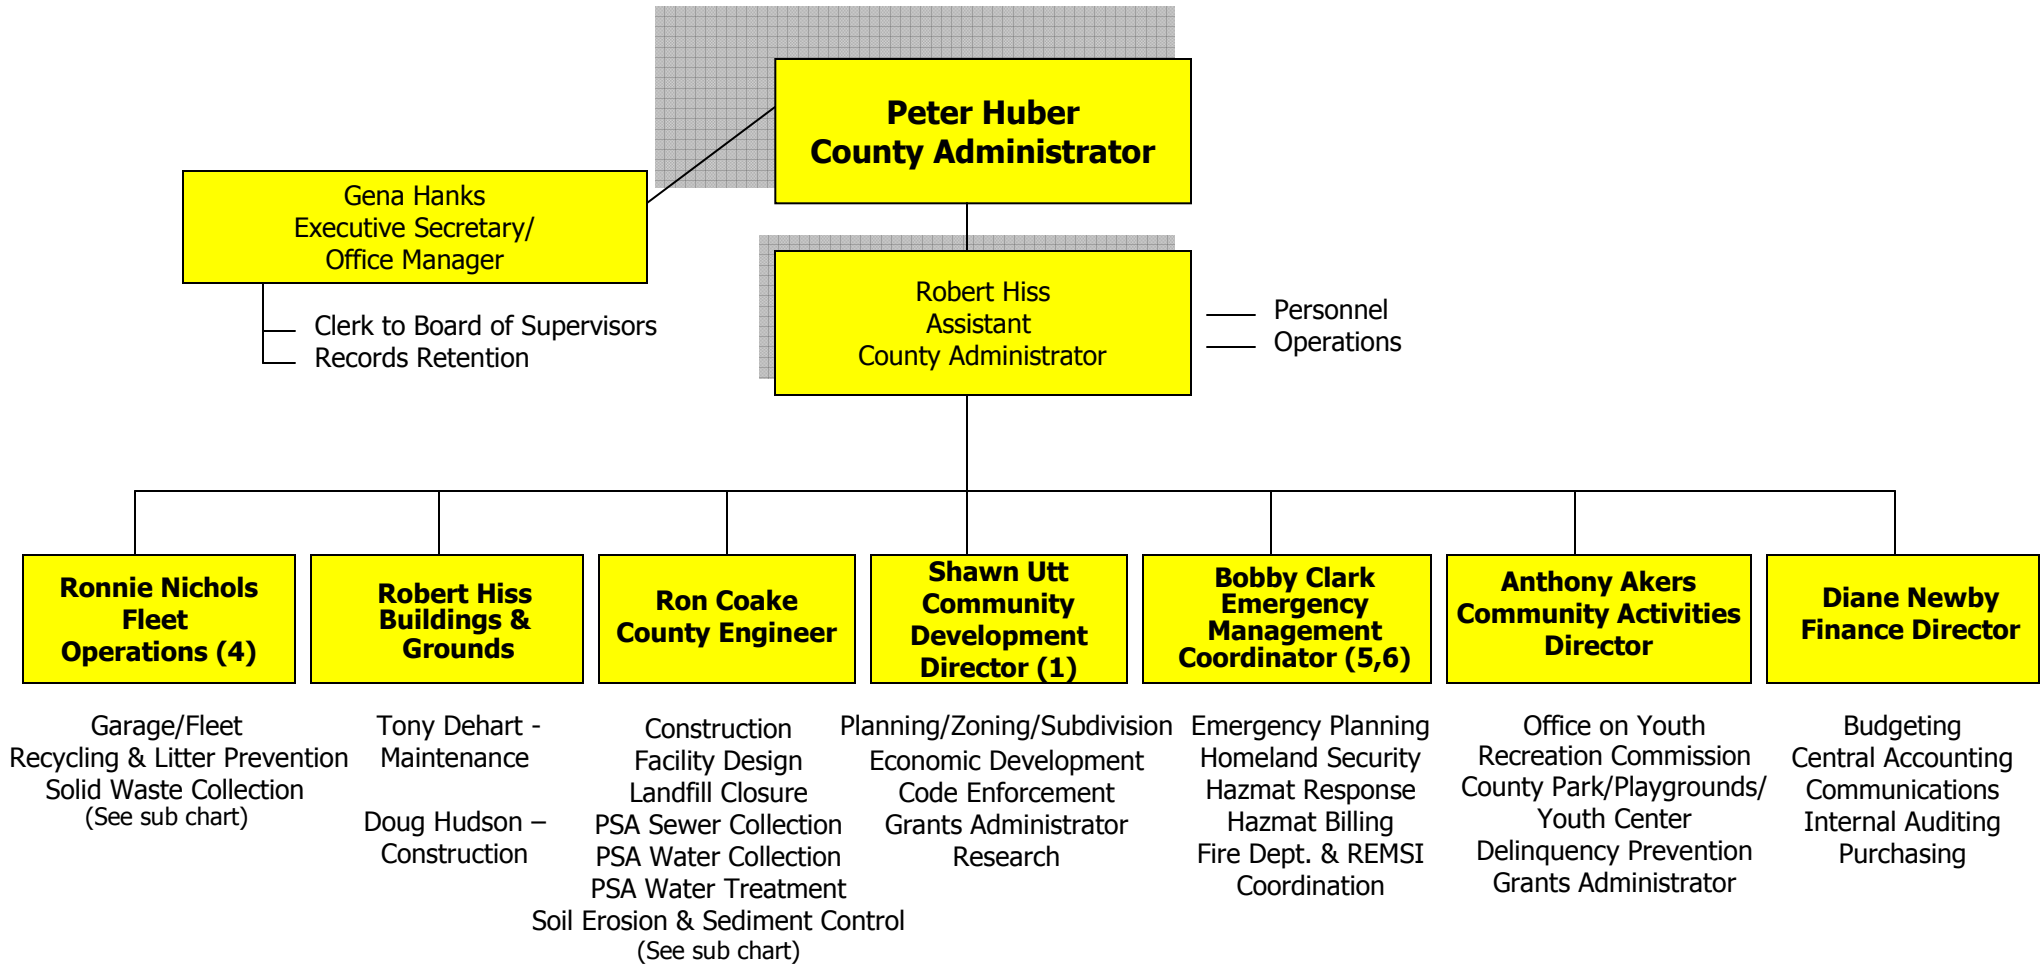 Peter Huber
County Administrator
Gena Hanks
Executive Secretary/
Office Manager
Clerk to Board of Supervisors
Records Retention
Robert Hiss
Assistant
County Administrator
Personnel
Operations
Ronnie Nichols
Fleet
Operations (4)
Garage/Fleet
Recycling & Litter Prevention
Solid Waste Collection
(See sub chart)
Robert Hiss
Buildings &
Grounds
Tony Dehart -
Maintenance
Doug Hudson –
Construction
Ron Coake
County Engineer
Construction
Facility Design
Landfill Closure
PSA Sewer Collection
PSA Water Collection
PSA Water Treatment
Soil Erosion & Sediment Control
(See sub chart)
Shawn Utt
Community
Development
Director (1)
Planning/Zoning/Subdivision
Economic Development
Code Enforcement
Grants Administrator
Research
Bobby Clark
Emergency
Management
Coordinator (5,6)
Emergency Planning
Homeland Security
Hazmat Response
Hazmat Billing
Fire Dept. & REMSI
Coordination
Anthony Akers
Community Activities
Director
Office on Youth
Recreation Commission
County Park/Playgrounds/
Youth Center
Delinquency Prevention
Grants Administrator
Diane Newby
Finance Director
Budgeting
Central Accounting
Communications
Internal Auditing
Purchasing